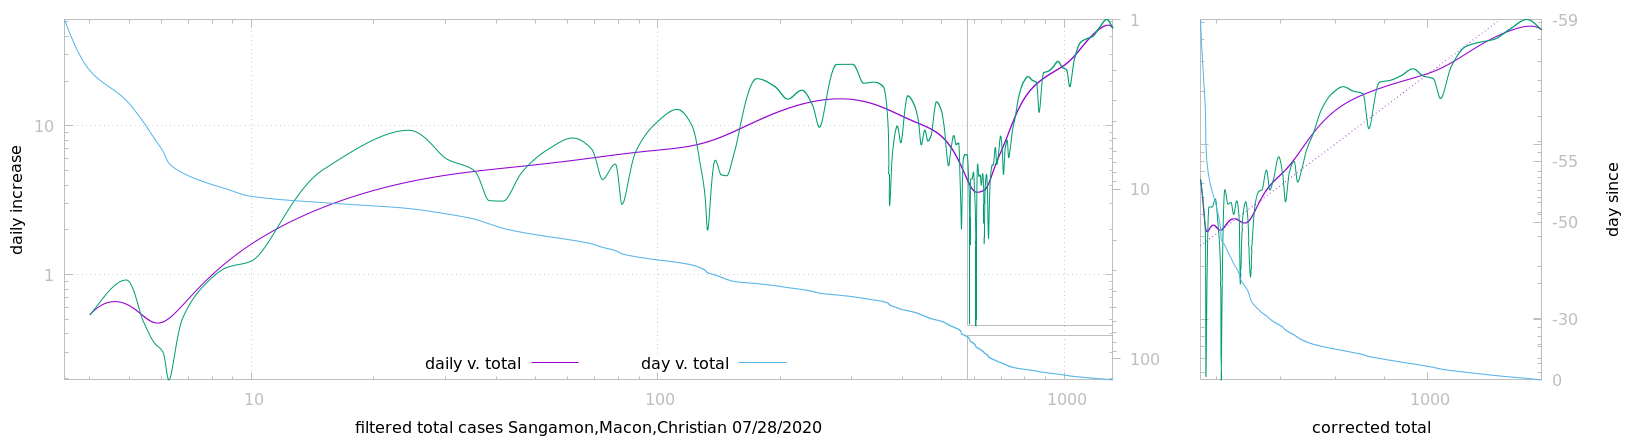 1
-59
10
-55
daily increase
10
day since
-50
1
-30
daily v. total
day v. total
100
0
10
100
1000
1000
filtered total cases Sangamon,Macon,Christian 07/28/2020
corrected total